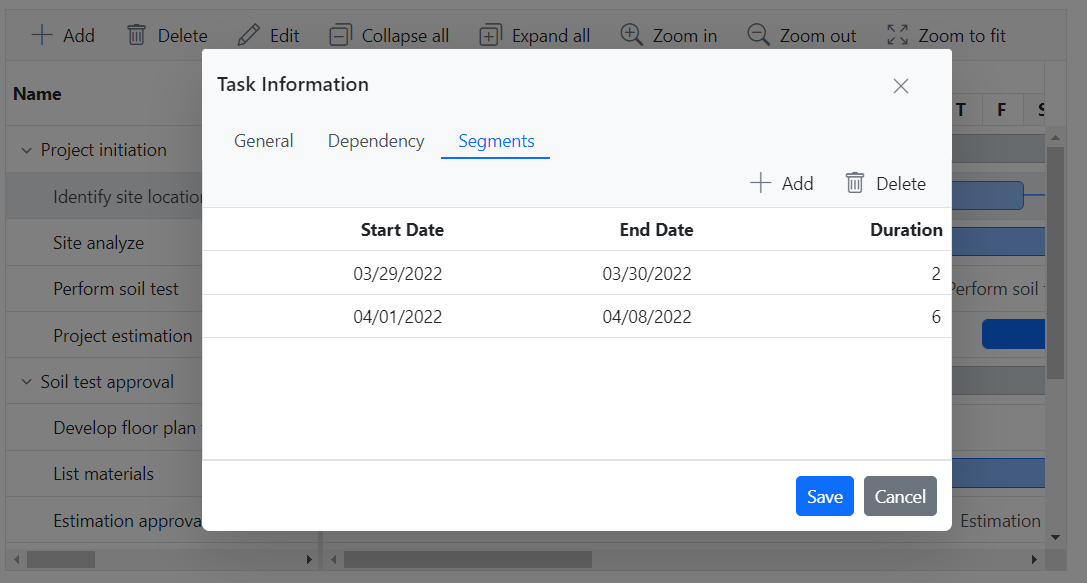 Add Delete Edit Collapse all Expand all Zoom in Zoom out Zoom to fit
Task Information
Name
T F S
General Dependency Segments
Project initiation
Add Delete
Identify site location
Start Date End Date Duration
Site analyze
03/29/2022 03/30/2022 2
Perform soil test
Perform soil
04/01/2022 04/08/2022 6
Project estimation
Soil test approval
Develop floor plan
List materials
Save Cancel
Estimation approva
Estimation